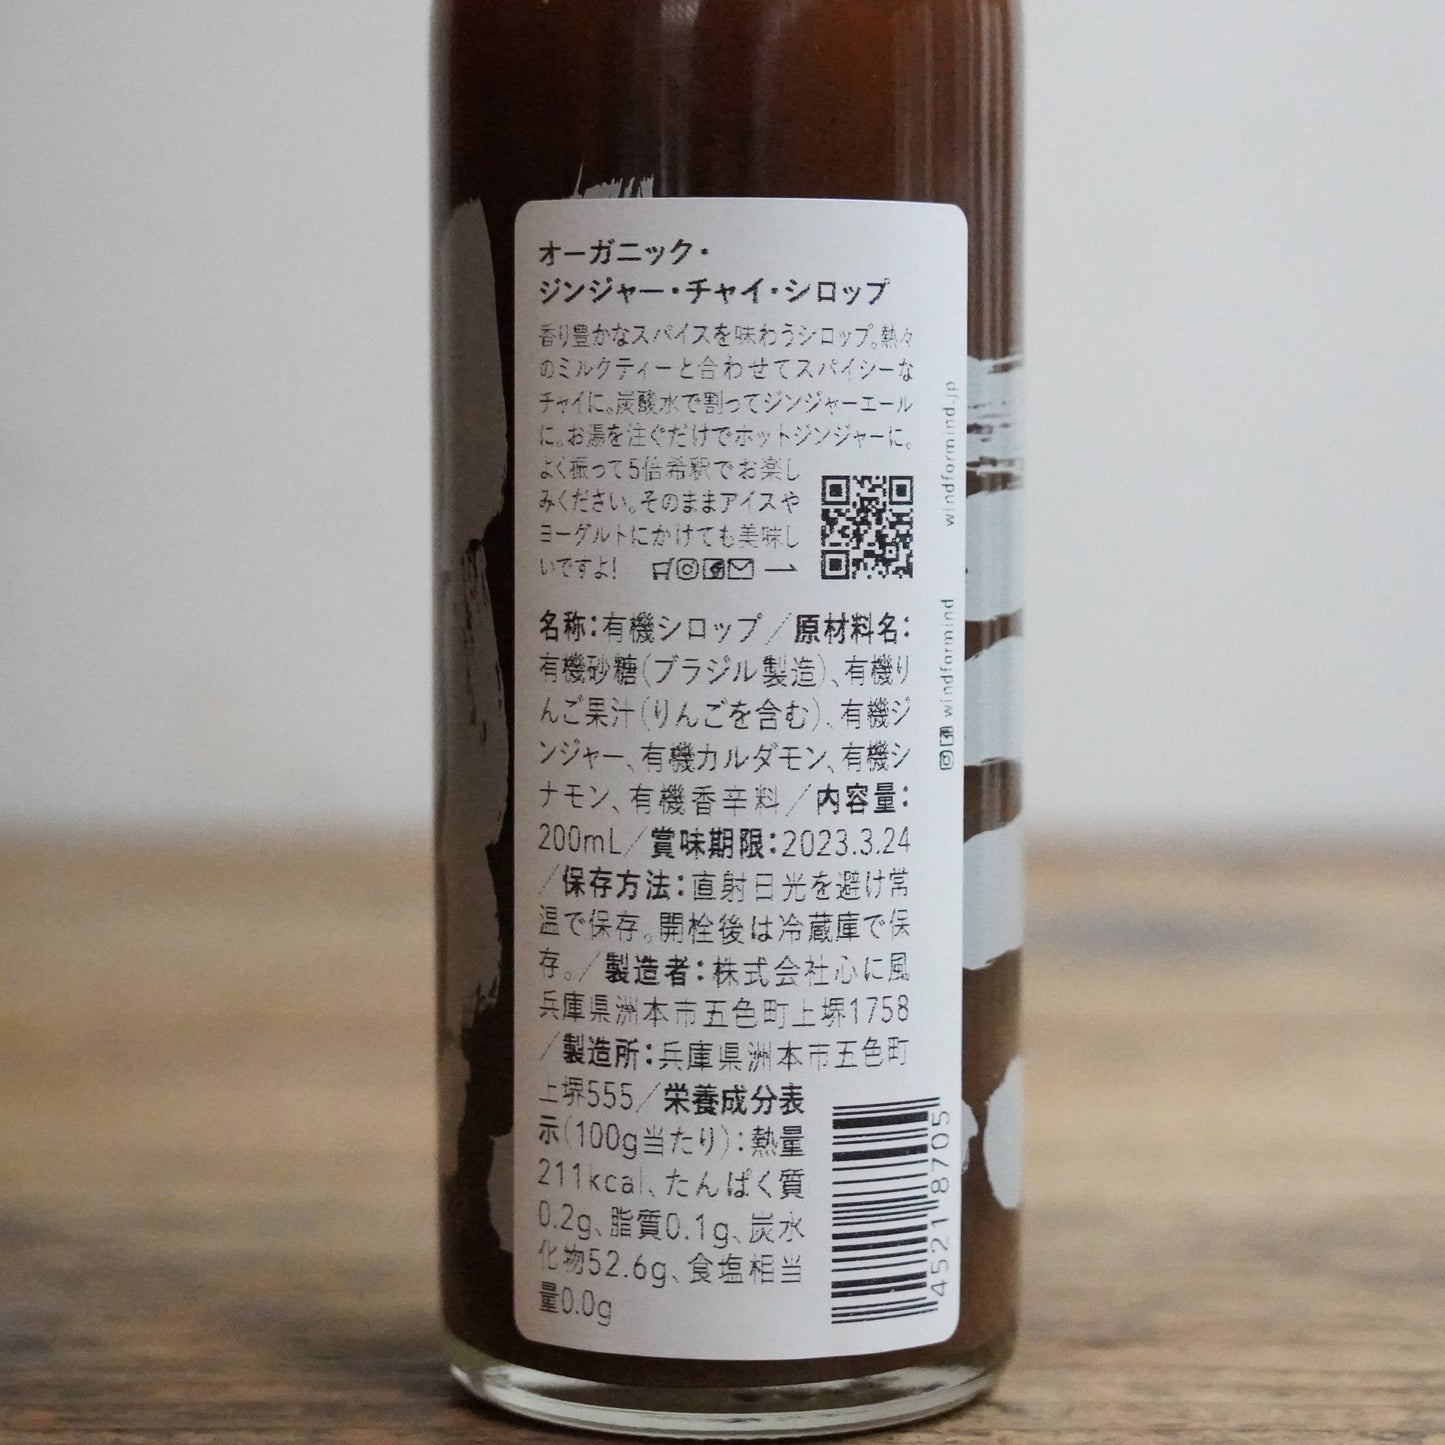 オーガニック・
ジンジャー・チャイ・シロップ
香り豊かなスパイスを味わうシロップ。熱々
のミルクティーと合わせてスパイシーな
チャイに。炭酸水で割ってジンジャーエール
に。お湯を注ぐだけでホットジンジャーに。
よく振って5倍希釈でお楽し
みください。そのままアイスや
ヨーグルトにかけても美味し
いですよ!
名称:有機シロップ/原材料名:
有機砂糖(ブラジル製造)、有機り
んご果汁(りんごを含む)、有機ジ
ンジャー、有機カルダモン、有機シ
ナモン、有機香辛料/内容量:
200mL/賞味期限:2023.3.24
/保存方法:直射日光を避け常
温で保存。開栓後は冷蔵庫で保
存。/製造者:株式会社心に風
兵庫県洲本市五色町上堺1758
/製造所:兵庫県洲本市五色町
上堺555/栄養成分表
示(100g当たり):熱量
211kcal、たんぱく質
0.2g、脂質0.1g、炭水
化物52.6g、食塩相当
量0.0g
windformind.jp
windformind
4521 8705